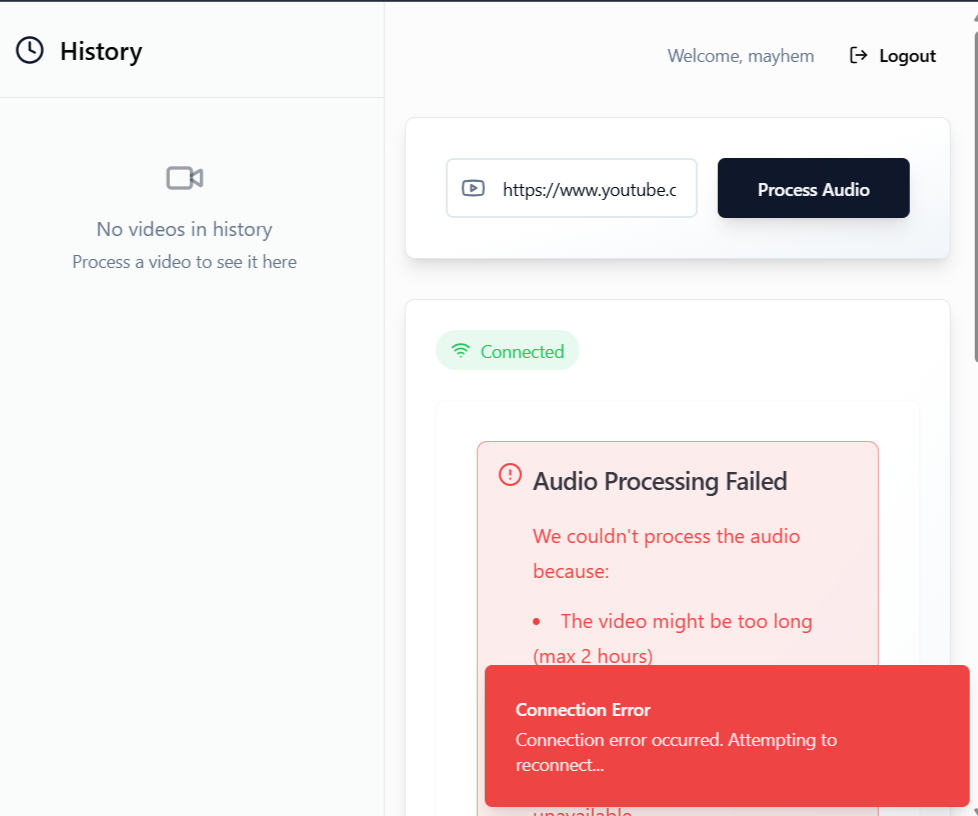 History
No videos in history
Process a video to see it here
Welcome, mayhem
Logout
https://www.youtube.c
Process Audio
Connected
Audio Processing Failed
We couldn't process the audio
because:
• The video might be too long
(max 2 hours)
Connection Error
Connection error occurred. Attempting to
reconnect...
unavailable